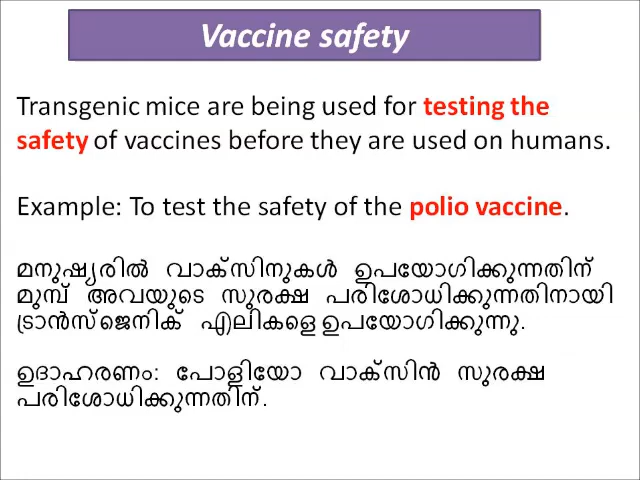 Vaccine safety
Transgenic mice are being used for testing the
safety of vaccines before they are used on humans.
Example: To test the safety of the polio vaccine.
മനുഷ്യരിൽ വാക്സിനുകൾ ഉപയോഗിക്കുന്നതിന്
മുമ്പ് അവയുടെ സുരക്ഷ പരിശോധിക്കുന്നതിനായി
ട്രാൻസ്ജെനിക് എലികളെ ഉപയോഗിക്കുന്നു.
ഉദാഹരണം: പോളിയോ വാക്സിൻ സുരക്ഷ
പരിശോധിക്കുന്നതിന്.